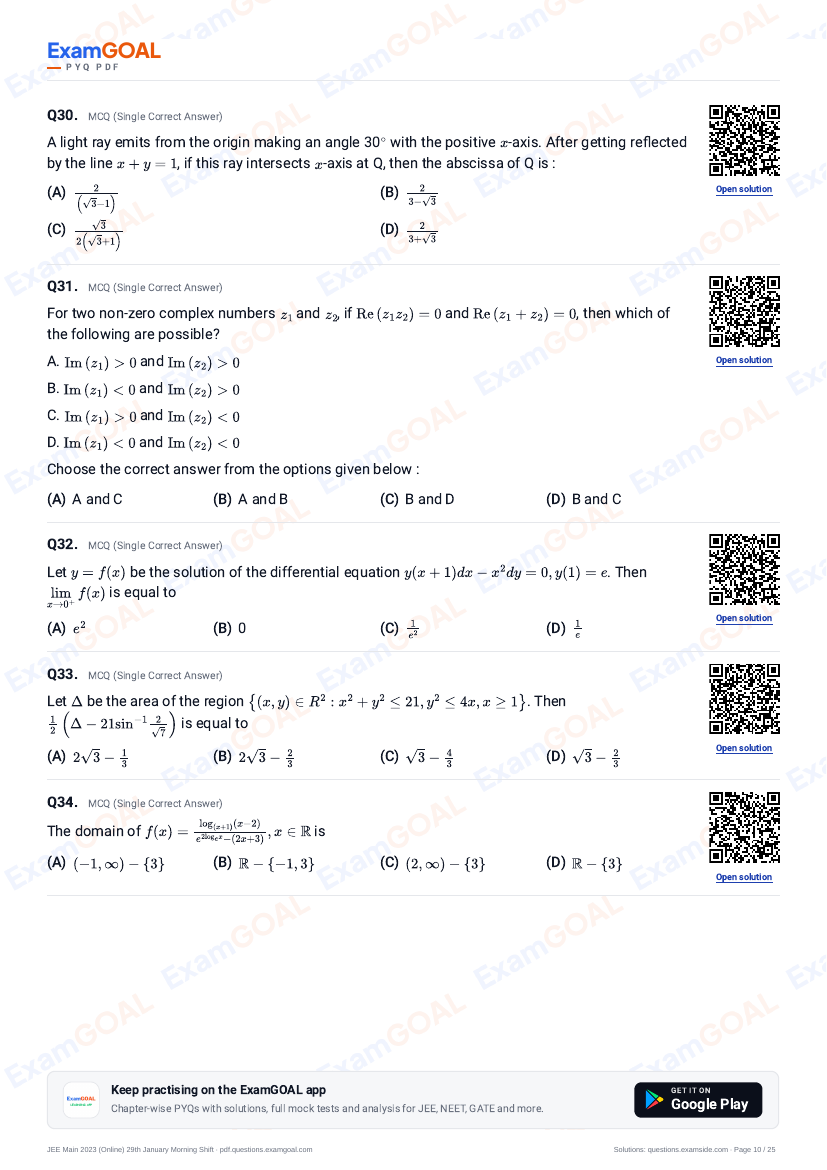 ExamGOAL
PYQ PDF
Q30. MCQ (Single Correct Answer)
A light ray emits from the origin making an angle 30° with the positive x-axis. After getting reflected
by the line x + y = 1, if this ray intersects x-axis at Q, then the abscissa of Q is :
(A) 2/(√3−1) (B) 2/(3−√3)
(C) √3/(2(√3+1)) (D) 2/(3+√3)
Open solution
Q31. MCQ (Single Correct Answer)
For two non-zero complex numbers z₁ and z₂, if Re (z₁z₂) = 0 and Re (z₁ + z₂) = 0, then which of
the following are possible?
A. Im (z₁) > 0 and Im (z₂) > 0
B. Im (z₁) < 0 and Im (z₂) > 0
C. Im (z₁) > 0 and Im (z₂) < 0
D. Im (z₁) < 0 and Im (z₂) < 0
Choose the correct answer from the options given below :
(A) A and C (B) A and B (C) B and D (D) B and C
Open solution
Q32. MCQ (Single Correct Answer)
Let y = f(x) be the solution of the differential equation y(x + 1)dx − x²dy = 0, y(1) = e. Then
lim x→0⁺ f(x) is equal to
(A) e² (B) 0 (C) 1/e² (D) 1/e
Open solution
Q33. MCQ (Single Correct Answer)
Let Δ be the area of the region {(x, y) ∈ R² : x² + y² ≤ 21, y² ≤ 4x, x ≥ 1}. Then
1/2 (Δ − 21sin⁻¹ 2/√7) is equal to
(A) 2√3 − 1/3 (B) 2√3 − 2/3 (C) √3 − 4/3 (D) √3 − 2/3
Open solution
Q34. MCQ (Single Correct Answer)
The domain of f(x) = log₍ₓ₊₁₎(x−2)/(e^(2logₑx)−(2x+3)), x ∈ ℝ is
(A) (−1, ∞) − {3} (B) ℝ − {−1, 3} (C) (2, ∞) − {3} (D) ℝ − {3}
Open solution
Keep practising on the ExamGOAL app
Chapter-wise PYQs with solutions, full mock tests and analysis for JEE, NEET, GATE and more.
GET IT ON
Google Play
JEE Main 2023 (Online) 29th January Morning Shift · pdf.questions.examgoal.com
Solutions: questions.examside.com · Page 10 / 25